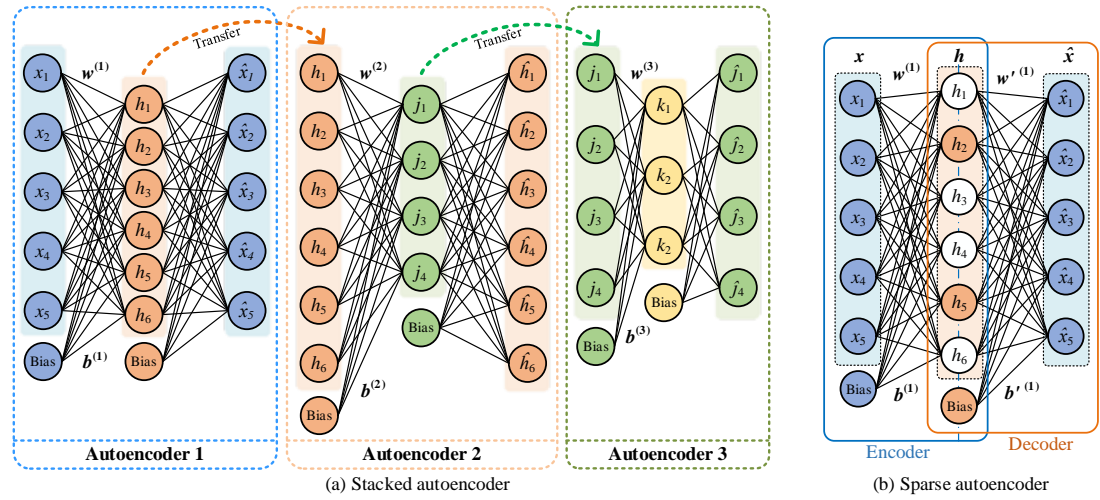 Transfer
Transfer
x₁
x₂
x₃
x₄
x₅
Bias
w⁽¹⁾
b⁽¹⁾
h₁
h₂
h₃
h₄
h₅
h₆
Bias
x̂₁
x̂₂
x̂₃
x̂₄
x̂₅
Autoencoder 1
h₁
h₂
h₃
h₄
h₅
h₆
Bias
w⁽²⁾
b⁽²⁾
j₁
j₂
j₃
j₄
Bias
ĥ₁
ĥ₂
ĥ₃
ĥ₄
ĥ₅
ĥ₆
Autoencoder 2
j₁
j₂
j₃
j₄
Bias
w⁽³⁾
b⁽³⁾
k₁
k₂
k₂
Bias
ĵ₁
ĵ₂
ĵ₃
ĵ₄
Autoencoder 3
(a) Stacked autoencoder
x
x₁
x₂
x₃
x₄
x₅
Bias
w⁽¹⁾
b⁽¹⁾
h
h₁
h₂
h₃
h₄
h₅
h₆
Bias
w'⁽¹⁾
b'⁽¹⁾
x̂
x̂₁
x̂₂
x̂₃
x̂₄
x̂₅
Encoder
Decoder
(b) Sparse autoencoder